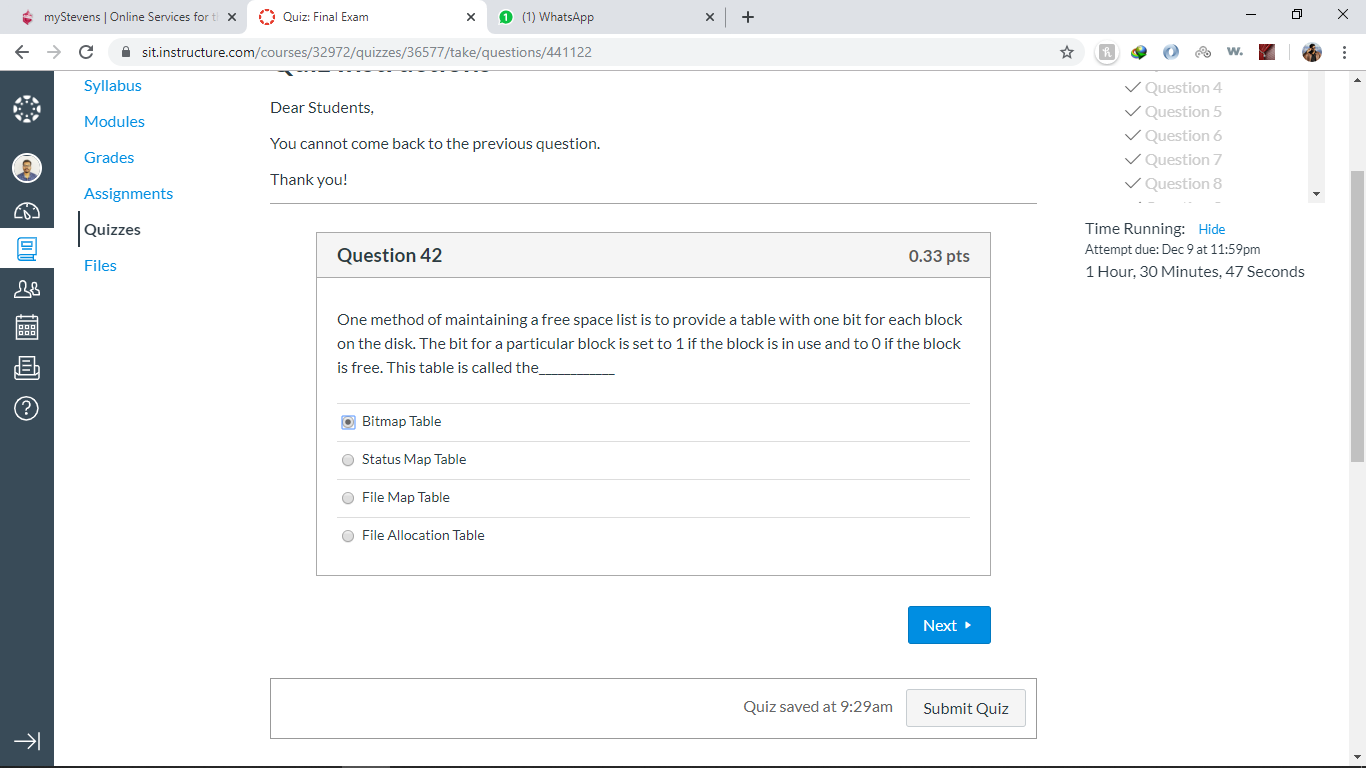 myStevens | Online Services for t
Quiz: Final Exam
(1) WhatsApp
sit.instructure.com/courses/32972/quizzes/36577/take/questions/441122
Syllabus
Modules
Grades
Assignments
Quizzes
Files
Quiz Instructions
Dear Students,
You cannot come back to the previous question.
Thank you!
Question 42
0.33 pts
One method of maintaining a free space list is to provide a table with one bit for each block
on the disk. The bit for a particular block is set to 1 if the block is in use and to 0 if the block
is free. This table is called the____________
Bitmap Table
Status Map Table
File Map Table
File Allocation Table
Next
Quiz saved at 9:29am
Submit Quiz
Question 4
Question 5
Question 6
Question 7
Question 8
Time Running: Hide
Attempt due: Dec 9 at 11:59pm
1 Hour, 30 Minutes, 47 Seconds